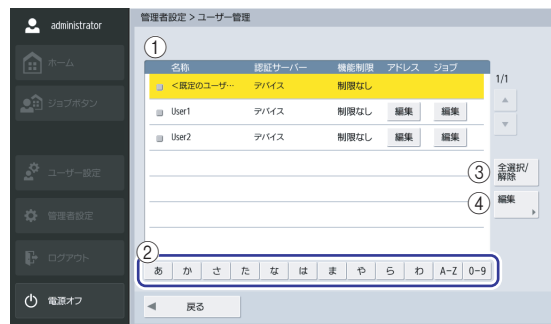 administrator
管理者設定 > ユーザー管理
①
名称 認証サーバー 機能制限 アドレス ジョブ
<既定のユーザ… デバイス 制限なし
User1 デバイス 制限なし 編集 編集
User2 デバイス 制限なし 編集 編集
1/1
ホーム
ジョブボタン
ユーザー設定
管理者設定
ログアウト
電源オフ
③ 全選択/
解除
④ 編集
②
あ か さ た な は ま や ら わ A-Z 0-9
戻る